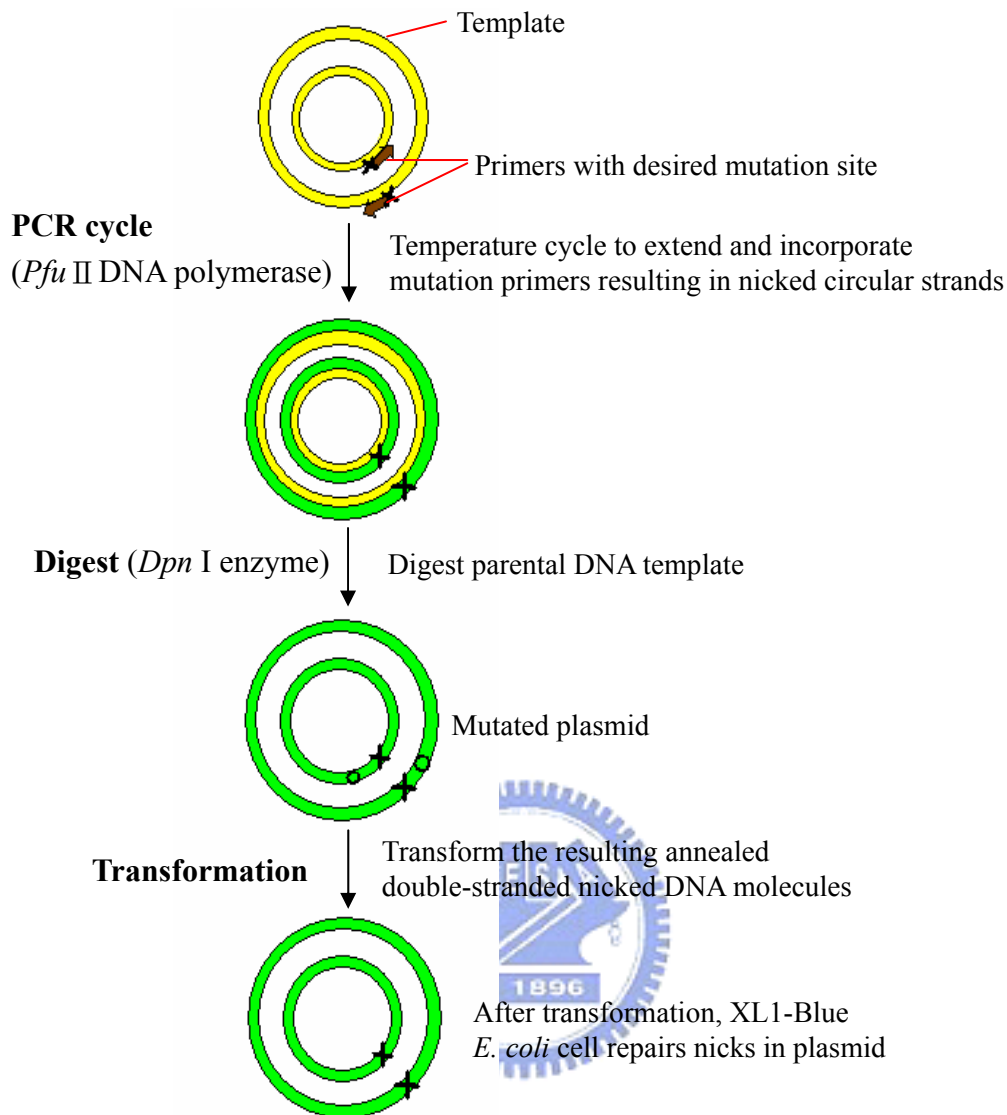 Template
Primers with desired mutation site
PCR cycle
(Pfu Ⅱ DNA polymerase)
Temperature cycle to extend and incorporate
mutation primers resulting in nicked circular strands
Digest (Dpn I enzyme)
Digest parental DNA template
Mutated plasmid
Transformation
Transform the resulting annealed
double-stranded nicked DNA molecules
1896
After transformation, XL1-Blue
E. coli cell repairs nicks in plasmid